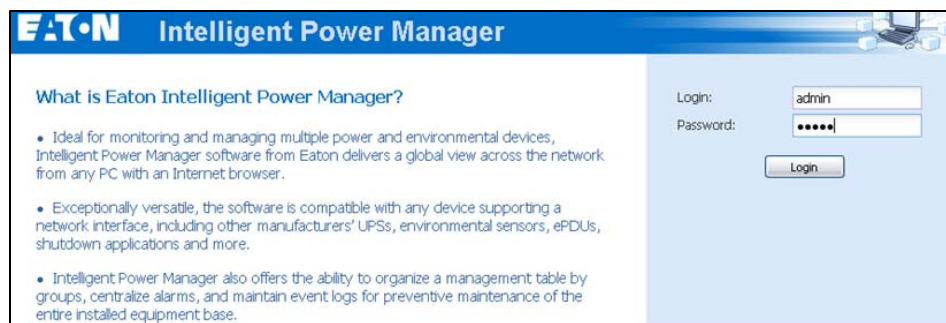 EATON Intelligent Power Manager
What is Eaton Intelligent Power Manager?
• Ideal for monitoring and managing multiple power and environmental devices,
Intelligent Power Manager software from Eaton delivers a global view across the network
from any PC with an Internet browser.
• Exceptionally versatile, the software is compatible with any device supporting a
network interface, including other manufacturers' UPSs, environmental sensors, ePDUs,
shutdown applications and more.
• Intelligent Power Manager also offers the ability to organize a management table by
groups, centralize alarms, and maintain event logs for preventive maintenance of the
entire installed equipment base.
Login: admin
Password: •••••
Login